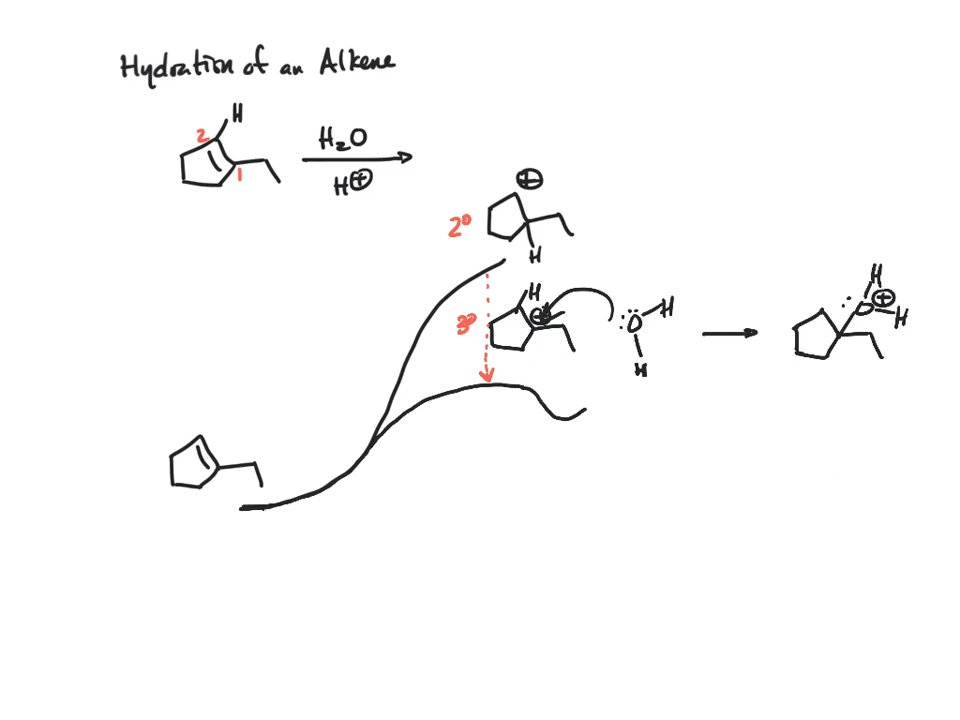 Hydration of an Alkene
H
2
1
H₂O
H⊕
⊕
2°
H
H
3°
⊕
:Ö
H
H
H
:O
⊕
H